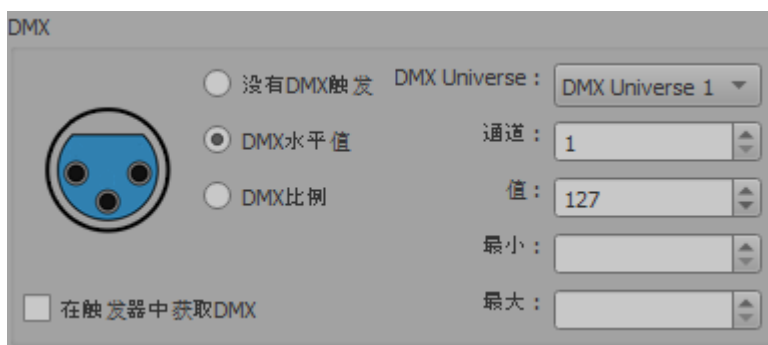 DMX
没有DMX触发 DMX Universe : DMX Universe 1
DMX水平值 通道 : 1
DMX比例 值 : 127
最小 :
在触发器中获取DMX 最大 :